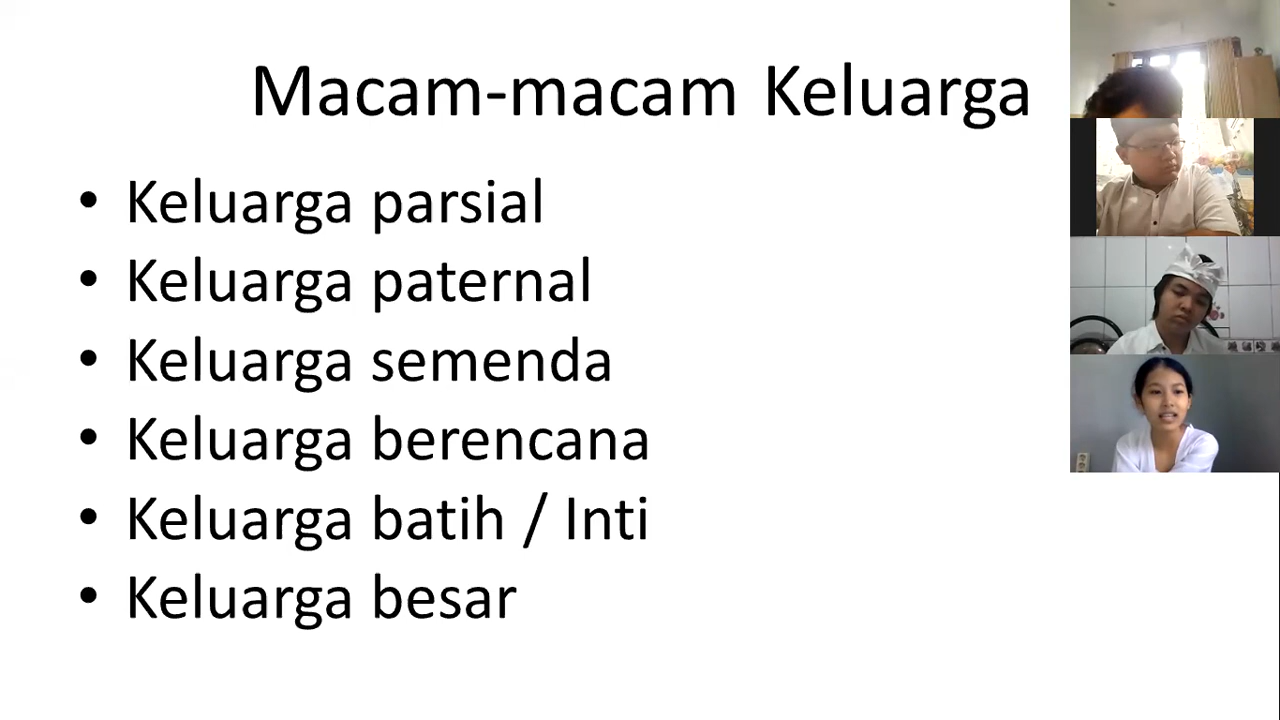 Macam-macam Keluarga
• Keluarga parsial
• Keluarga paternal
• Keluarga semenda
• Keluarga berencana
• Keluarga batih / Inti
• Keluarga besar